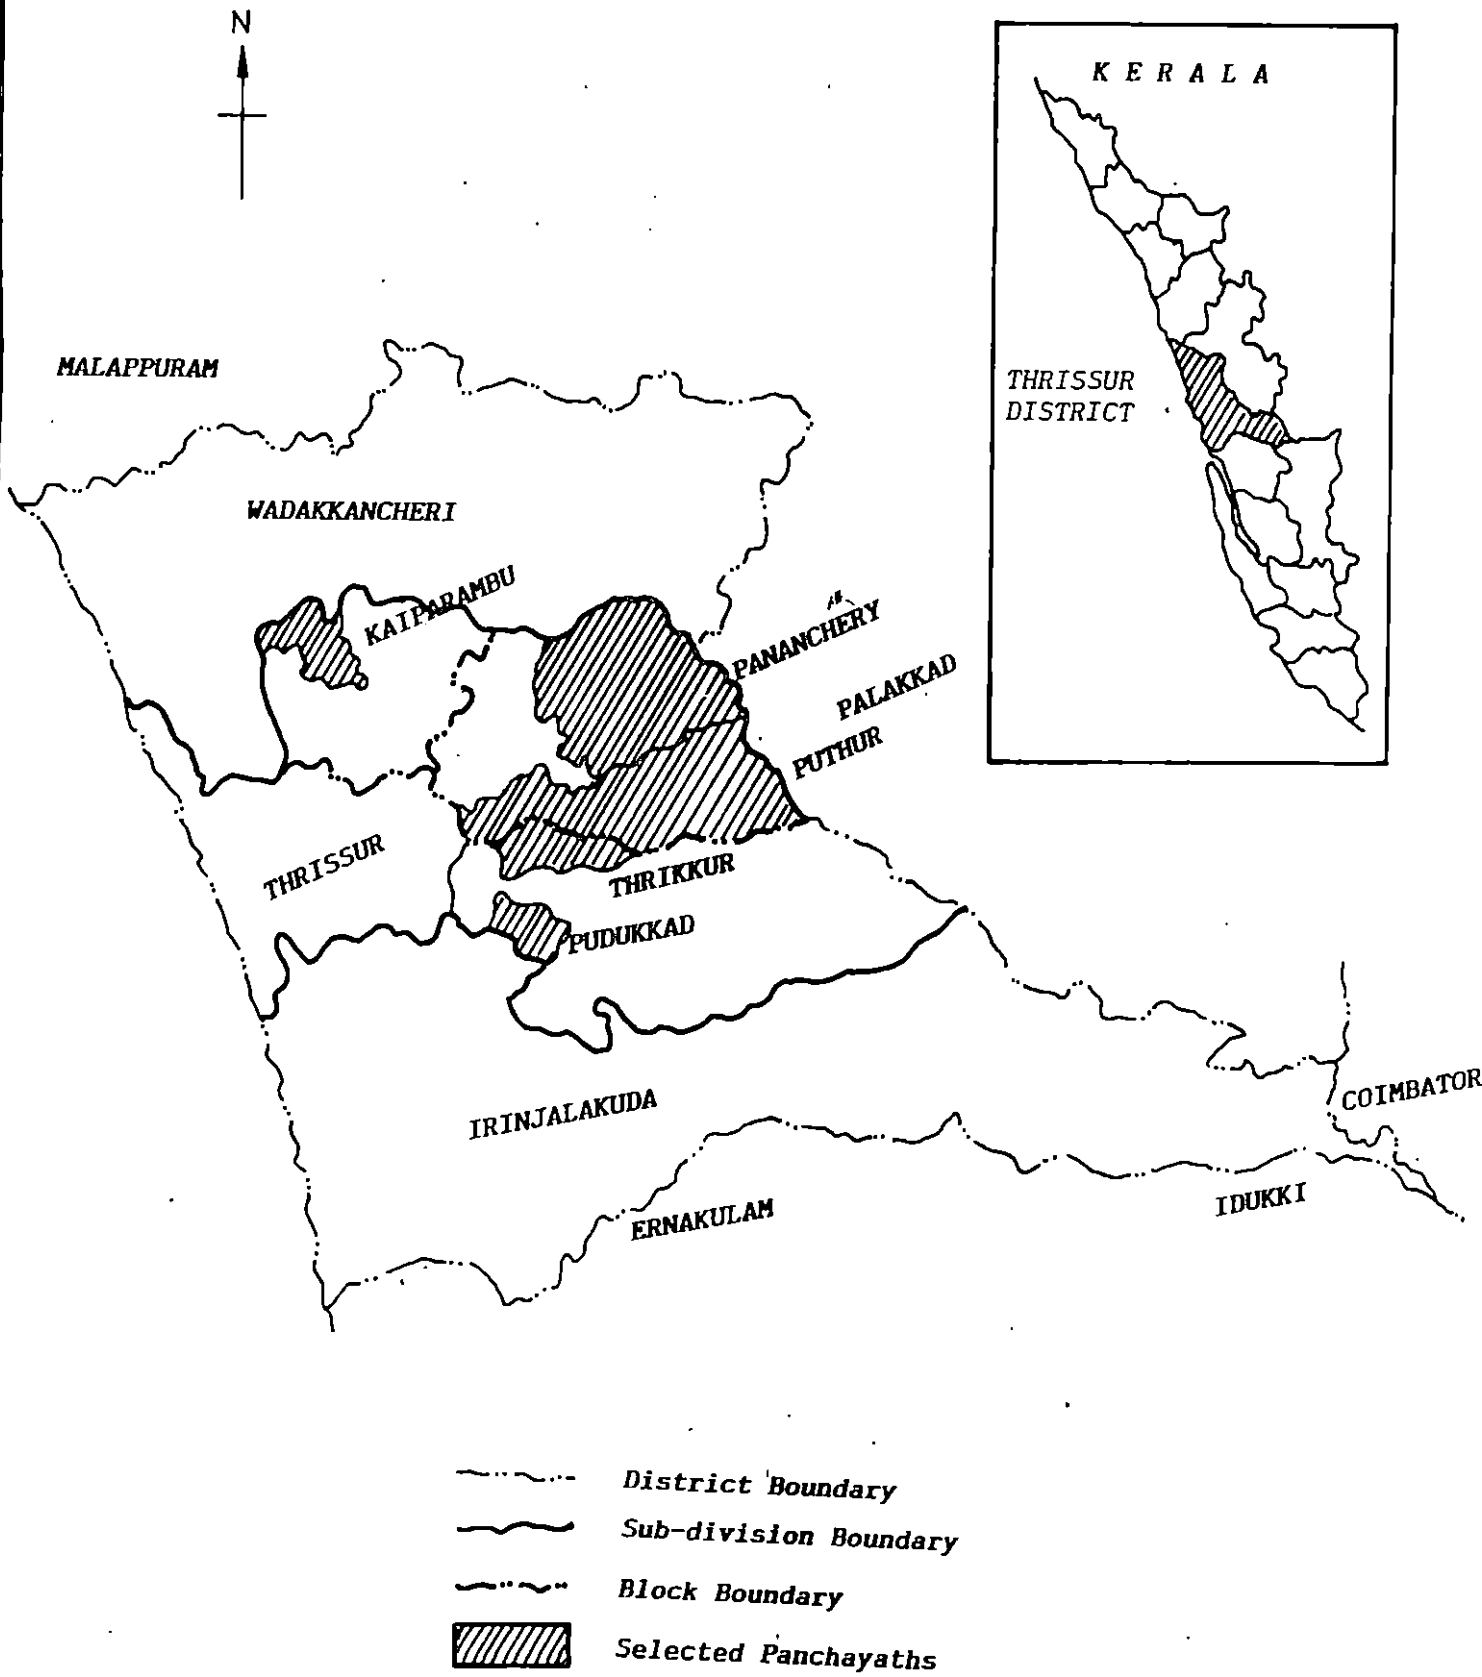 N
K E R A L A
MALAPPURAM
THRISSUR
DISTRICT
WADAKKANCHERI
KAIPARAMBU
PANANCHERY
PALAKKAD
PUTHUR
THRISSUR
THRIKKUR
PUDUKKAD
IRINJALAKUDA
COIMBATOR
ERNAKULAM
IDUKKI
District Boundary
Sub-division Boundary
Block Boundary
Selected Panchayaths